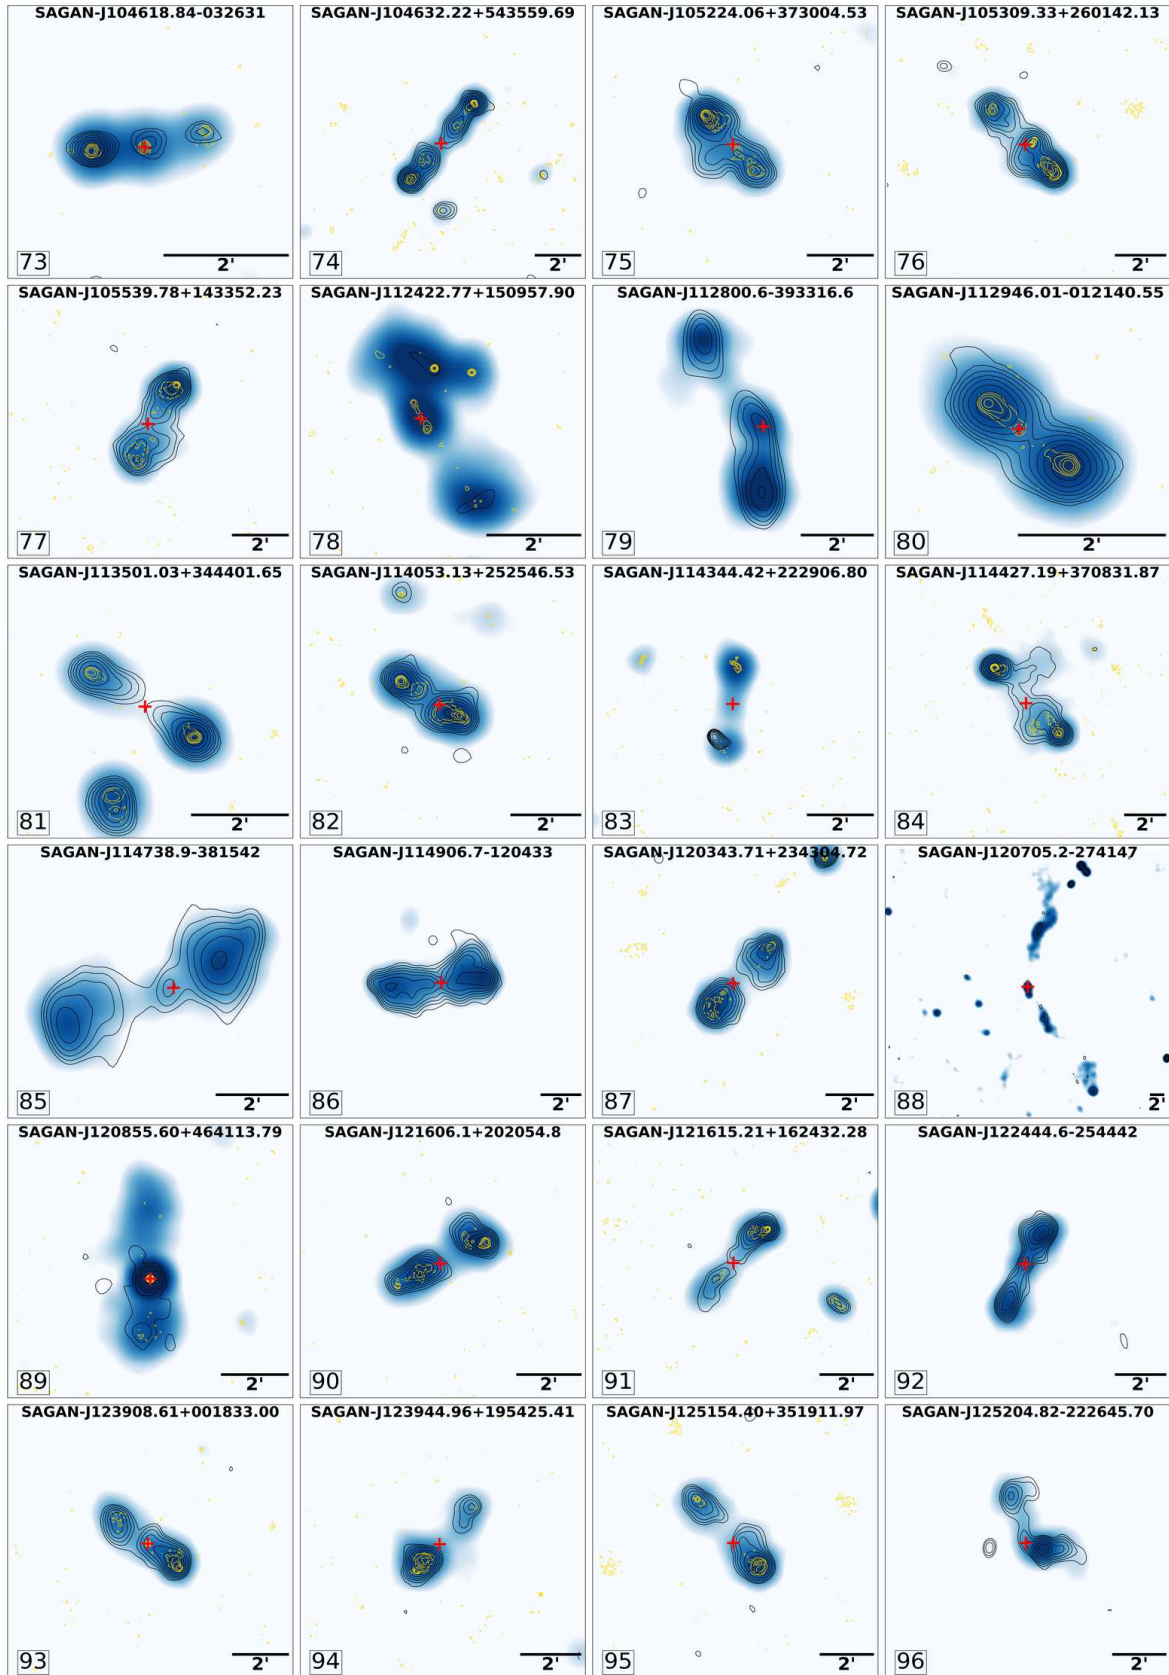 SAGAN-J104618.84-032631
2'
73
SAGAN-J104632.22+543559.69
2'
74
SAGAN-J105224.06+373004.53
2'
75
SAGAN-J105309.33+260142.13
2'
76
SAGAN-J105539.78+143352.23
2'
77
SAGAN-J112422.77+150957.90
2'
78
SAGAN-J112800.6-393316.6
2'
79
SAGAN-J112946.01-012140.55
2'
80
SAGAN-J113501.03+344401.65
2'
81
SAGAN-J114053.13+252546.53
2'
82
SAGAN-J114344.42+222906.80
2'
83
SAGAN-J114427.19+370831.87
2'
84
SAGAN-J114738.9-381542
2'
85
SAGAN-J114906.7-120433
2'
86
SAGAN-J120343.71+234304.72
2'
87
SAGAN-J120705.2-274147
2'
88
SAGAN-J120855.60+464113.79
2'
89
SAGAN-J121606.1+202054.8
2'
90
SAGAN-J121615.21+162432.28
2'
91
SAGAN-J122444.6-254442
2'
92
SAGAN-J123908.61+001833.00
2'
93
SAGAN-J123944.96+195425.41
2'
94
SAGAN-J125154.40+351911.97
2'
95
SAGAN-J125204.82-222645.70
2'
96